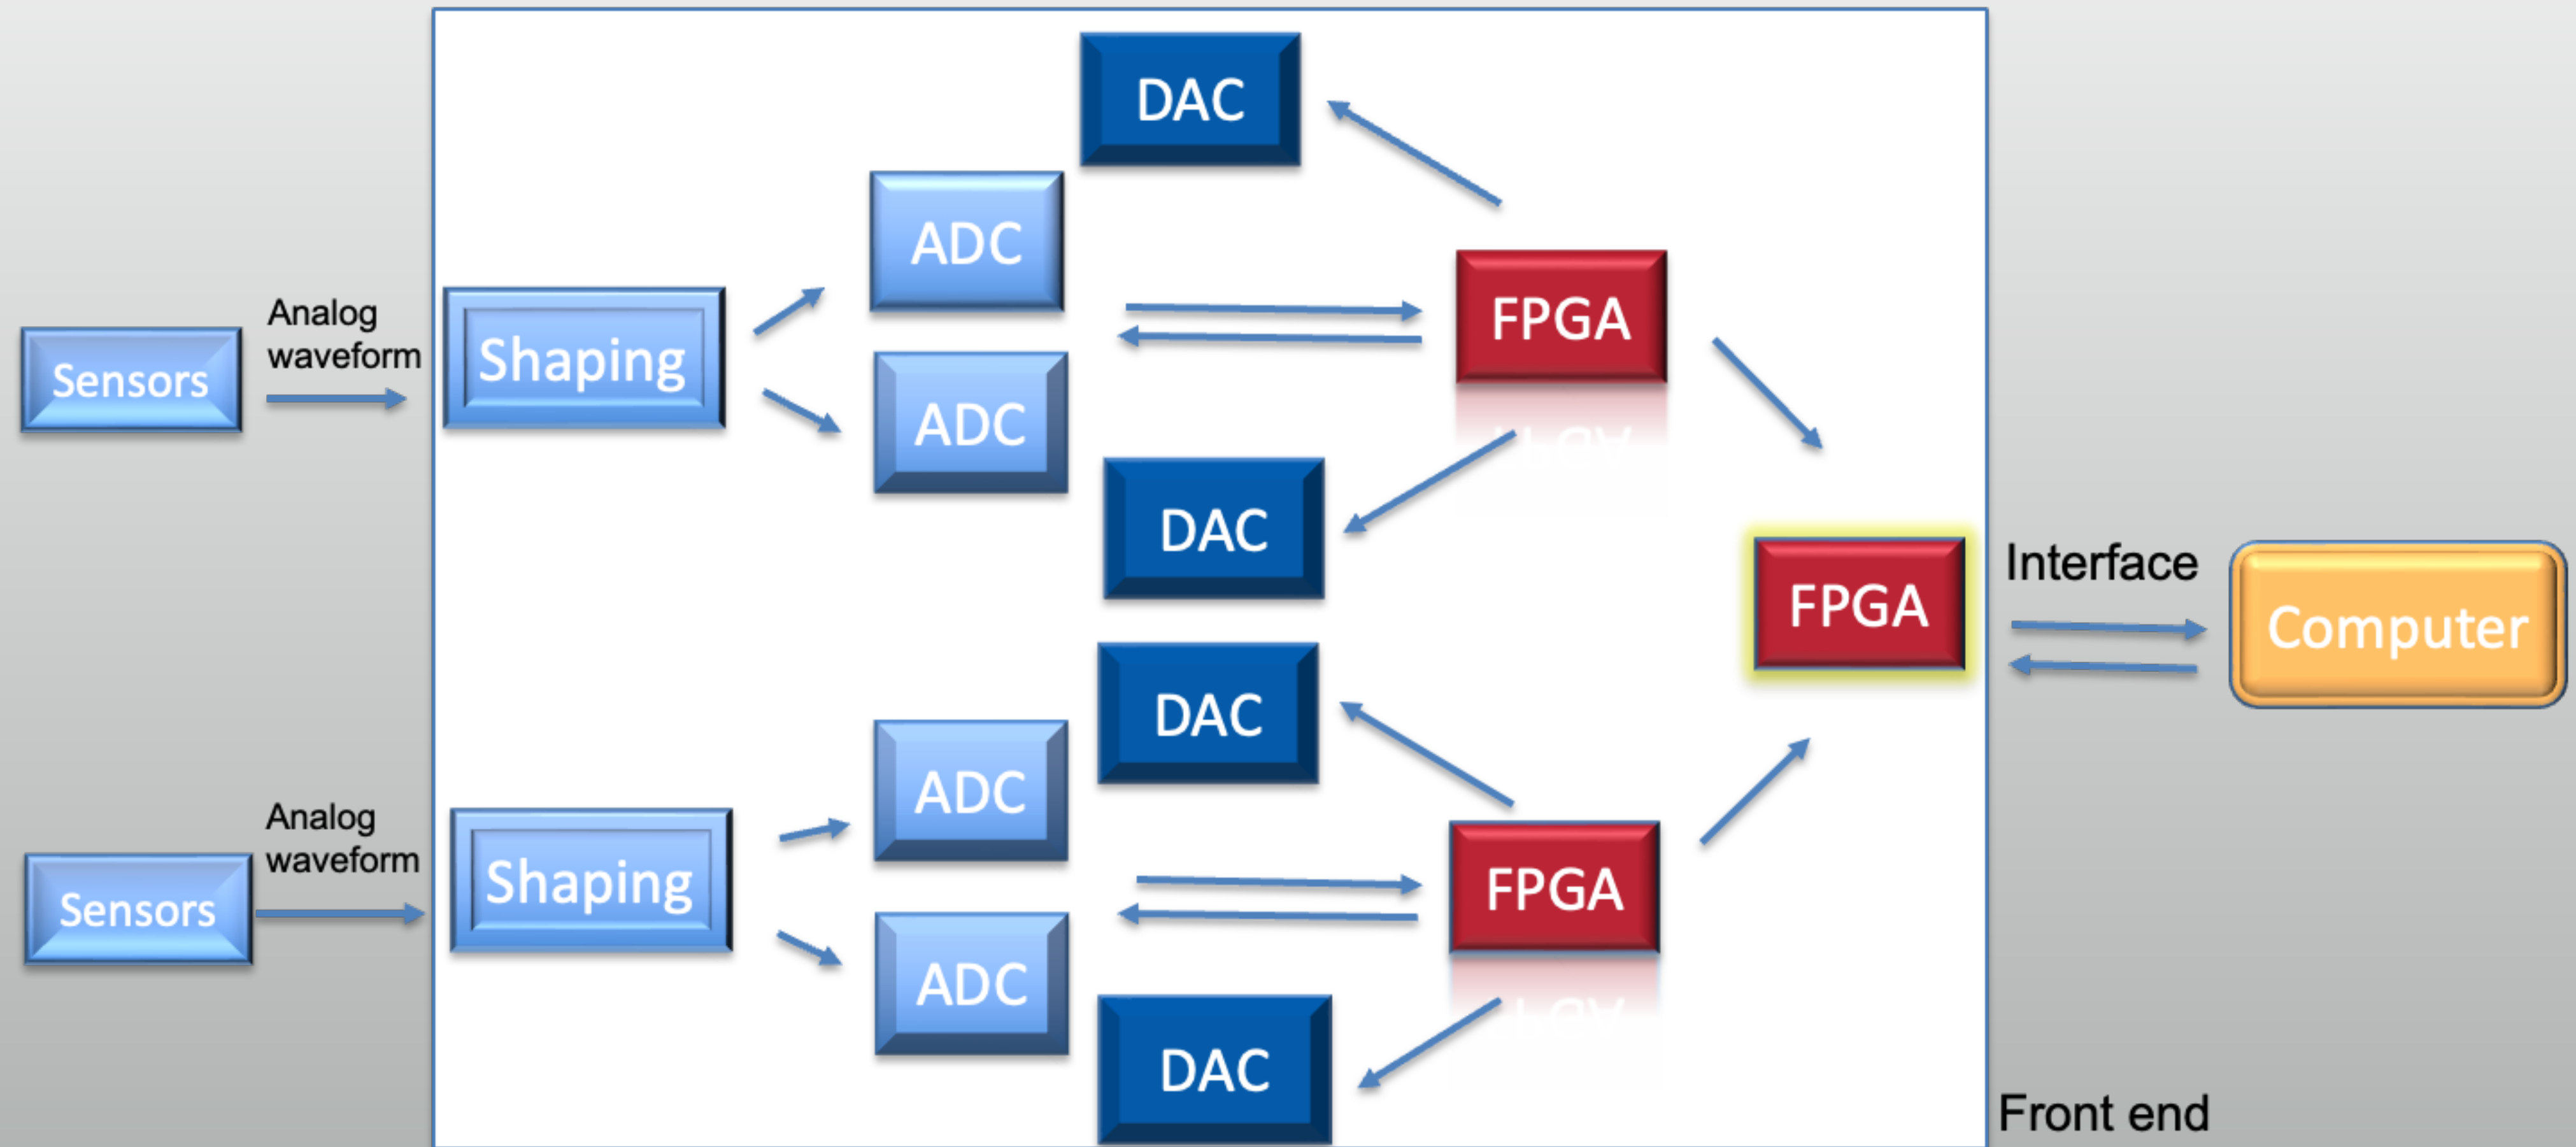 DAC
ADC
Analog
waveform
Sensors
Shaping
FPGA
ADC
DAC
Interface
FPGA
Computer
DAC
ADC
Analog
waveform
Sensors
Shaping
FPGA
ADC
DAC
Front end